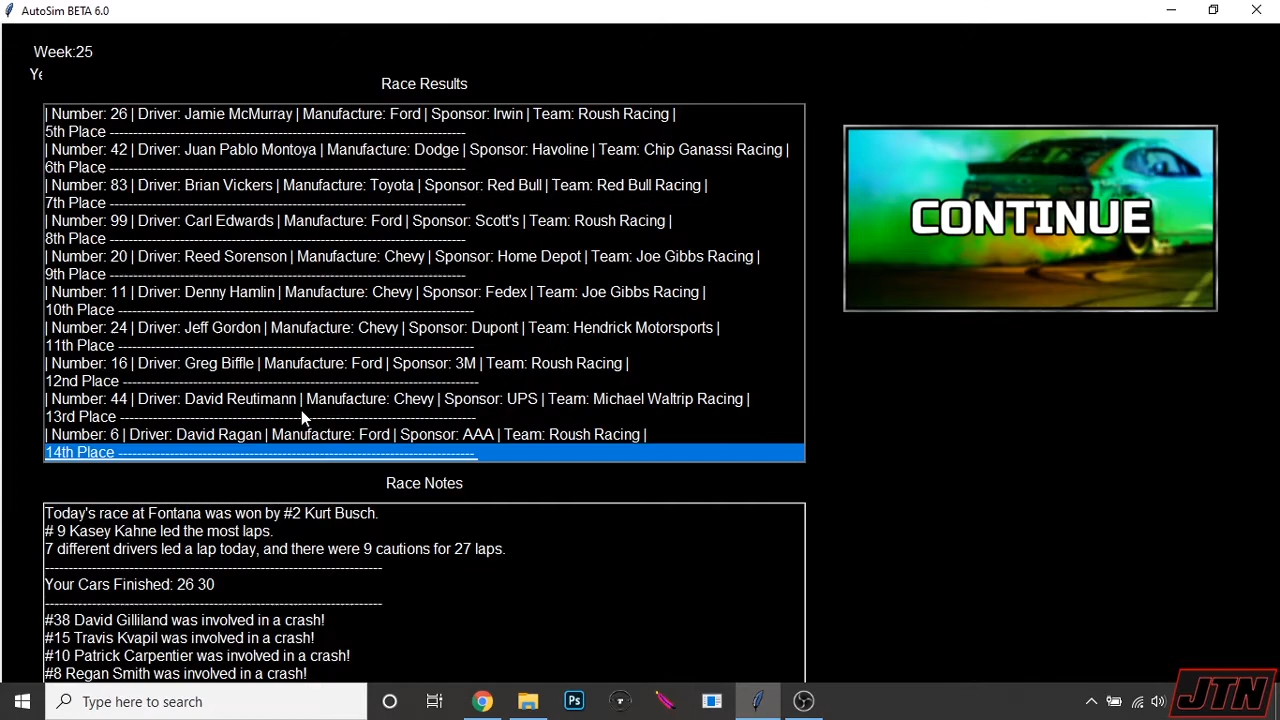 AutoSim BETA 6.0
Week:25
Ye
Race Results
| Number: 26 | Driver: Jamie McMurray | Manufacture: Ford | Sponsor: Irwin | Team: Roush Racing |
5th Place -----------------------------------------------------------------------------
| Number: 42 | Driver: Juan Pablo Montoya | Manufacture: Dodge | Sponsor: Havoline | Team: Chip Ganassi Racing |
6th Place -----------------------------------------------------------------------------
| Number: 83 | Driver: Brian Vickers | Manufacture: Toyota | Sponsor: Red Bull | Team: Red Bull Racing |
7th Place -----------------------------------------------------------------------------
| Number: 99 | Driver: Carl Edwards | Manufacture: Ford | Sponsor: Scott's | Team: Roush Racing |
8th Place -----------------------------------------------------------------------------
| Number: 20 | Driver: Reed Sorenson | Manufacture: Chevy | Sponsor: Home Depot | Team: Joe Gibbs Racing |
9th Place -----------------------------------------------------------------------------
| Number: 11 | Driver: Denny Hamlin | Manufacture: Chevy | Sponsor: Fedex | Team: Joe Gibbs Racing |
10th Place -----------------------------------------------------------------------------
| Number: 24 | Driver: Jeff Gordon | Manufacture: Chevy | Sponsor: Dupont | Team: Hendrick Motorsports |
11th Place -----------------------------------------------------------------------------
| Number: 16 | Driver: Greg Biffle | Manufacture: Ford | Sponsor: 3M | Team: Roush Racing |
12nd Place -----------------------------------------------------------------------------
| Number: 44 | Driver: David Reutimann | Manufacture: Chevy | Sponsor: UPS | Team: Michael Waltrip Racing |
13rd Place -----------------------------------------------------------------------------
| Number: 6 | Driver: David Ragan | Manufacture: Ford | Sponsor: AAA | Team: Roush Racing |
14th Place -----------------------------------------------------------------------------
CONTINUE
Race Notes
Today's race at Fontana was won by #2 Kurt Busch.
# 9 Kasey Kahne led the most laps.
7 different drivers led a lap today, and there were 9 cautions for 27 laps.
-------------------------------------------------------------------------
Your Cars Finished: 26 30
-------------------------------------------------------------------------
#38 David Gilliland was involved in a crash!
#15 Travis Kvapil was involved in a crash!
#10 Patrick Carpentier was involved in a crash!
#8 Regan Smith was involved in a crash!
Type here to search
Ps
JTN